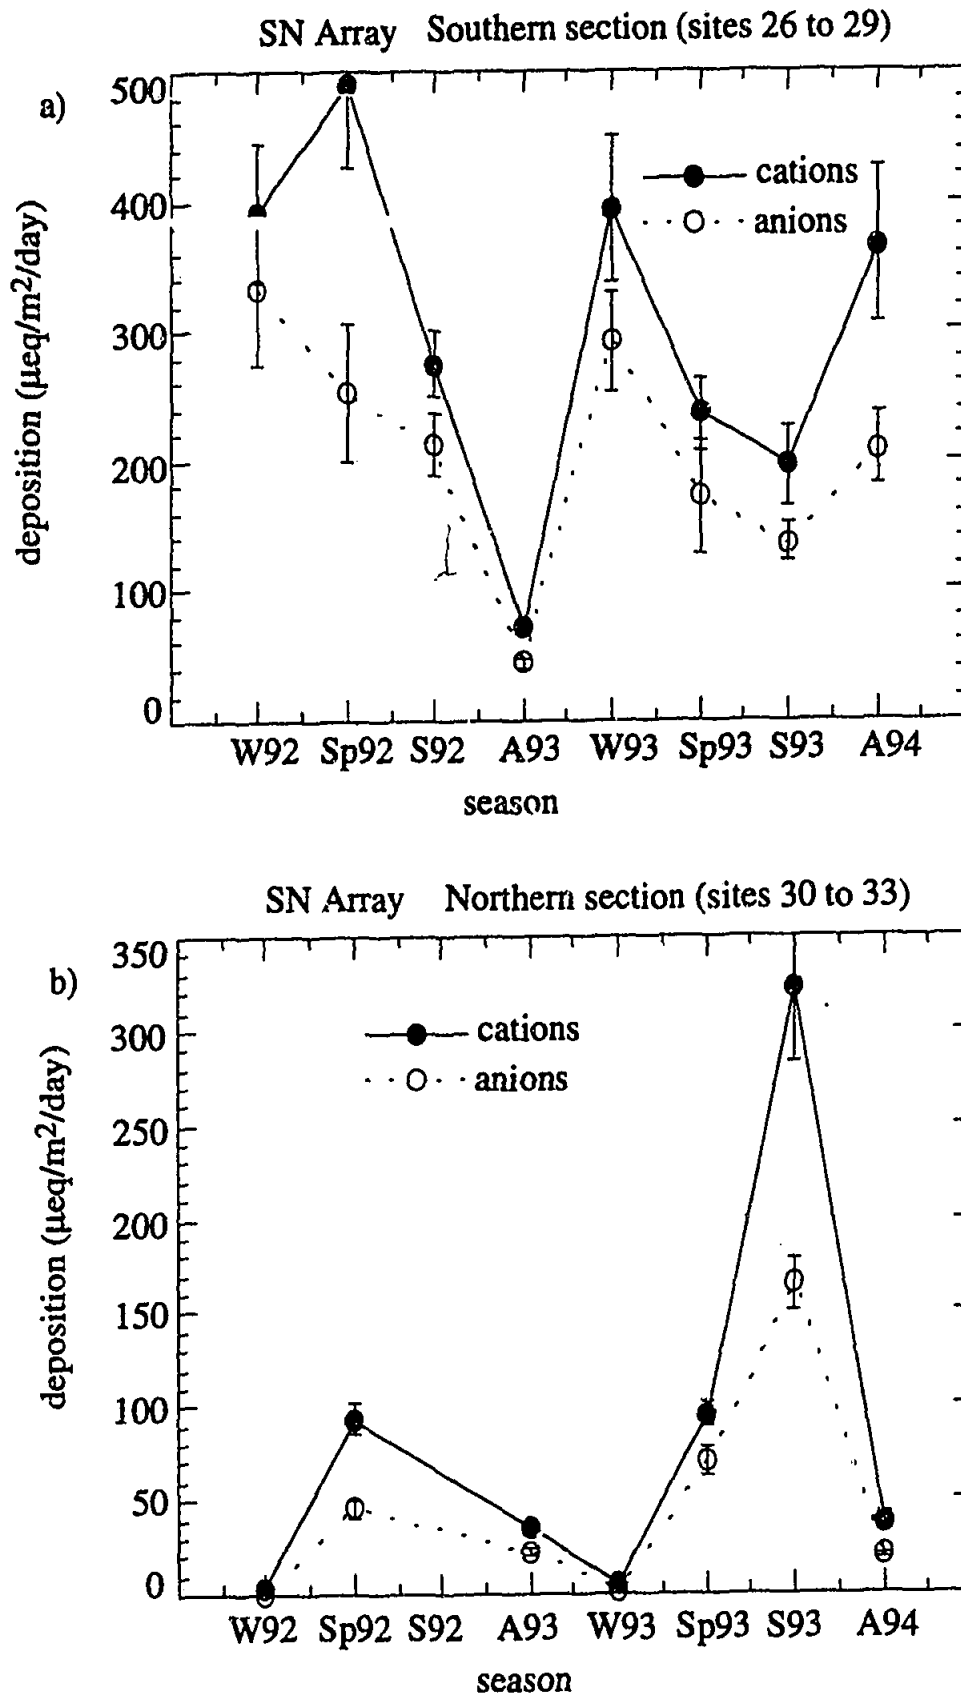 SN Array Southern section (sites 26 to 29)
a)
500
400
300
200
100
0
deposition (µeq/m²/day)
cations
anions
W92 Sp92 S92 A93 W93 Sp93 S93 A94
season
SN Array Northern section (sites 30 to 33)
b)
350
300
250
200
150
100
50
0
deposition (µeq/m²/day)
cations
anions
W92 Sp92 S92 A93 W93 Sp93 S93 A94
season